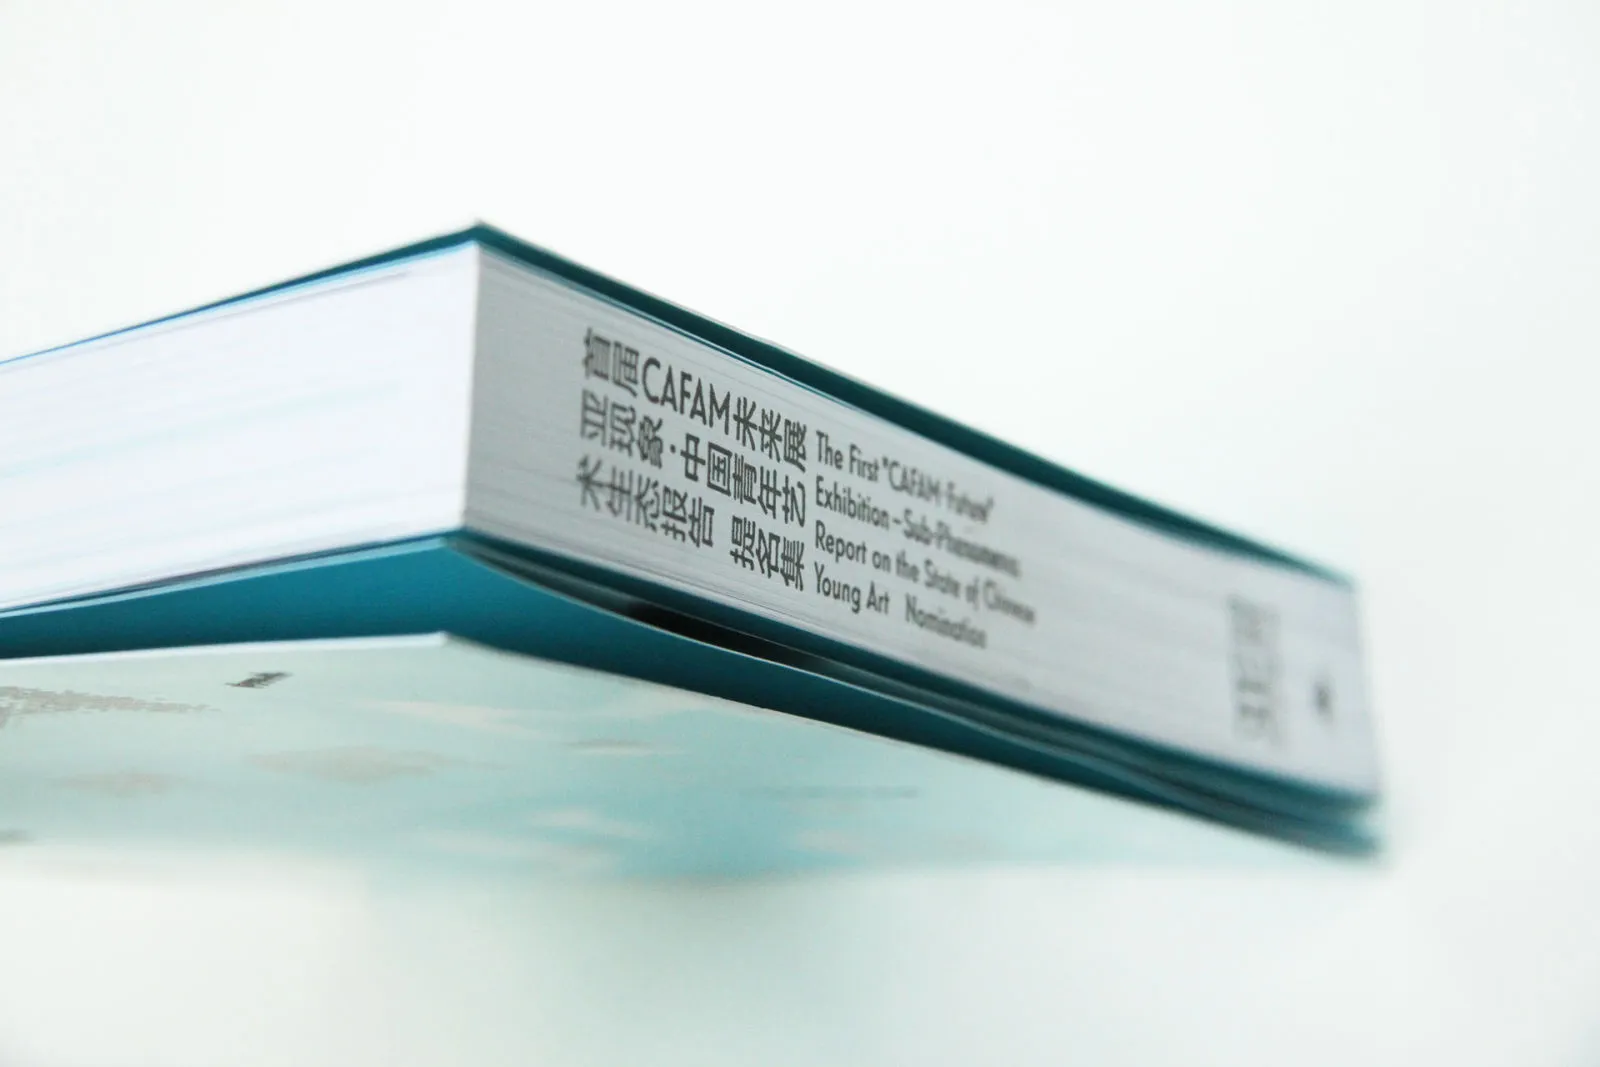 首届CAFAM未来展
亚现象·中国青年艺
术生态报告 提名集
The First "CAFAM·Future"
Exhibition – Sub-Phenomena:
Report on the State of Chinese
Young Art Nomination